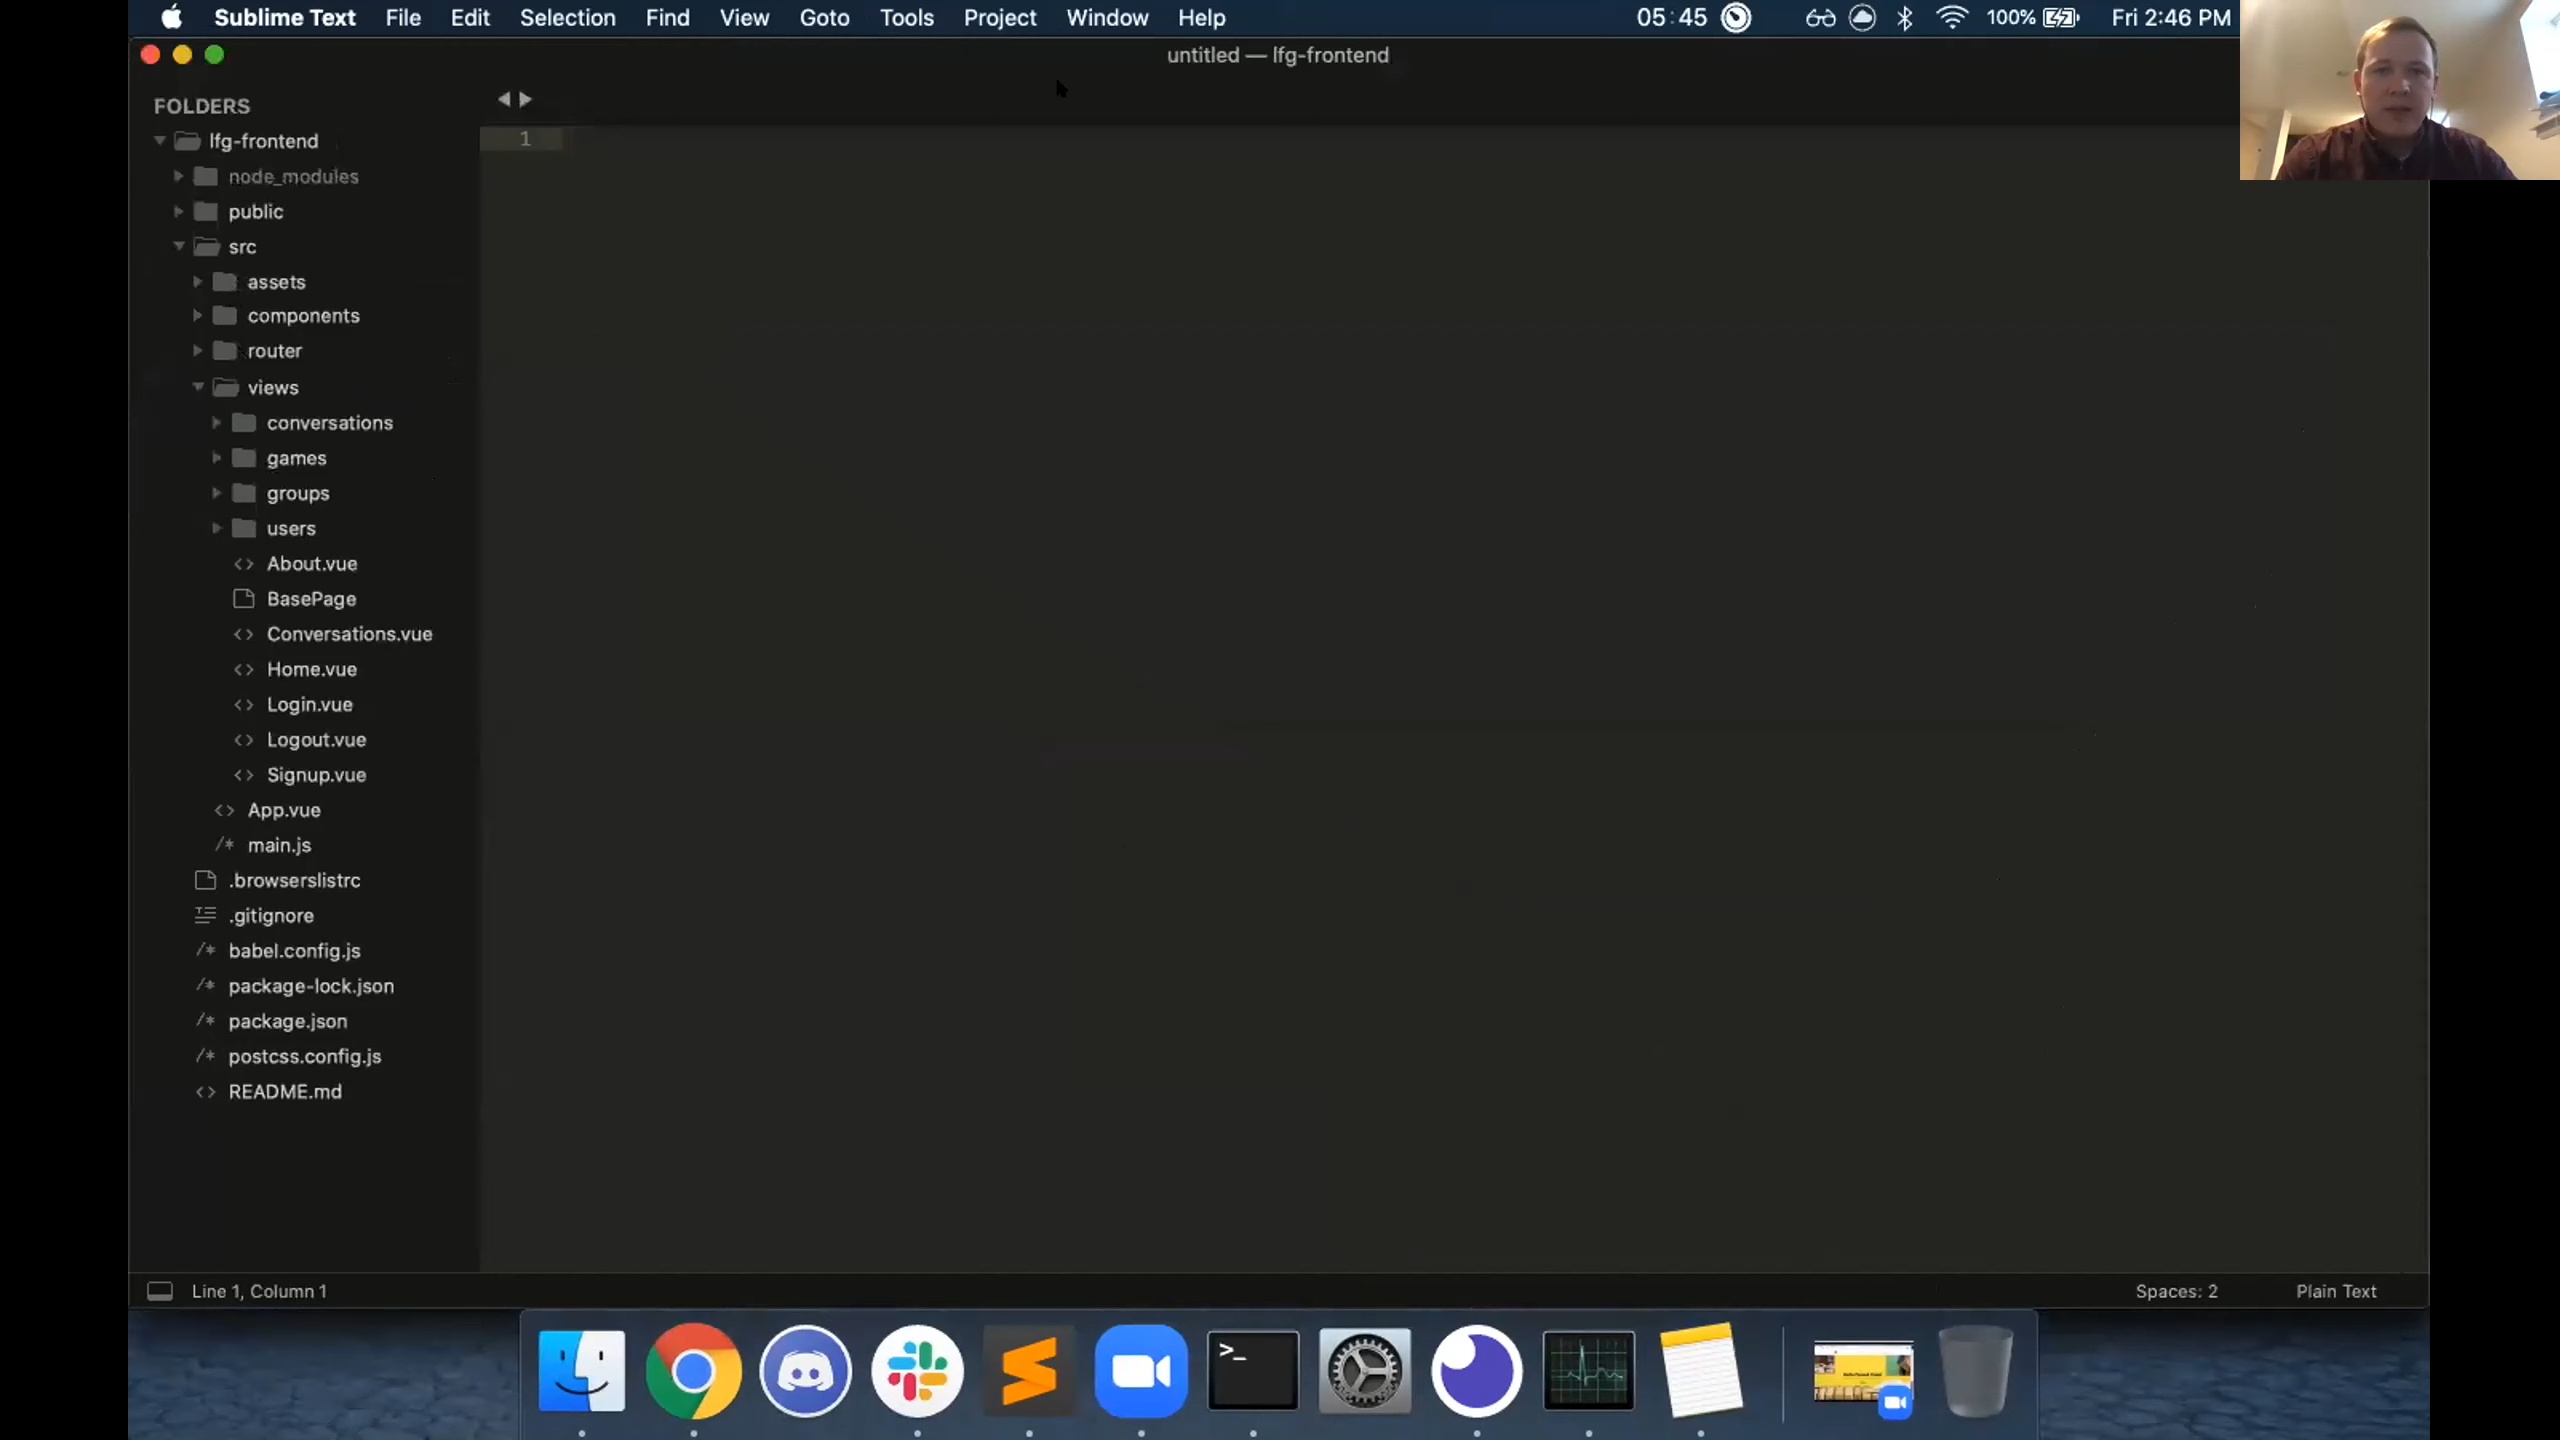 Sublime Text File Edit Selection Find View Goto Tools Project Window Help 05:45 100% Fri 2:46 PM
untitled — lfg-frontend
FOLDERS
lfg-frontend
1
node_modules
public
src
assets
components
router
views
conversations
games
groups
users
About.vue
BasePage
Conversations.vue
Home.vue
Login.vue
Logout.vue
Signup.vue
App.vue
/* main.js
.browserslistrc
.gitignore
/* babel.config.js
/* package-lock.json
/* package.json
/* postcss.config.js
README.md
Line 1, Column 1 Spaces: 2 Plain Text
>_